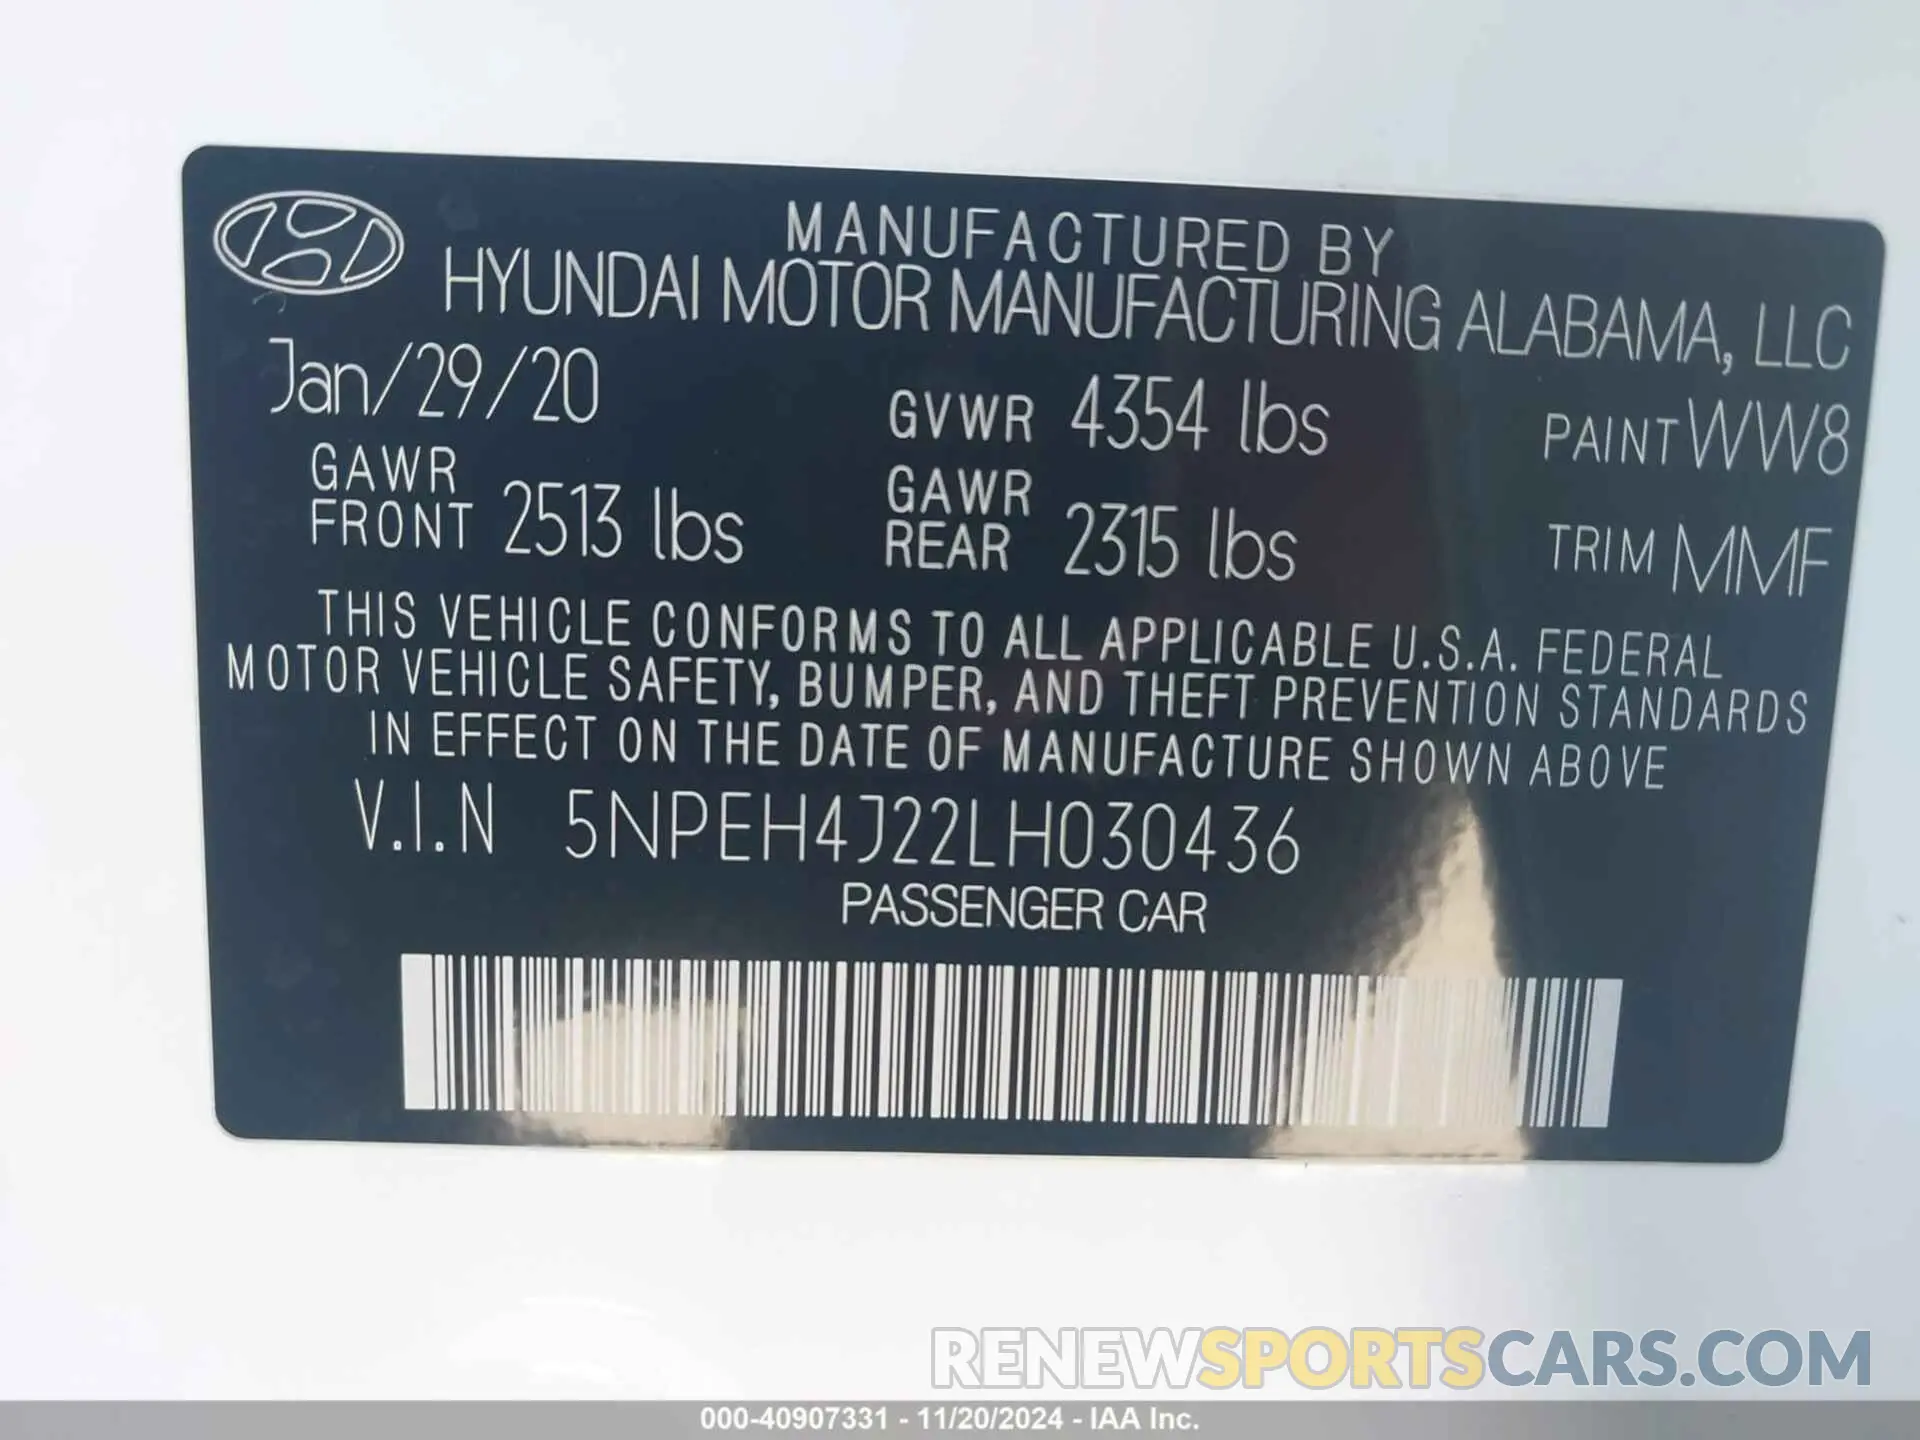 MANUFACTURED BY
HYUNDAI MOTOR MANUFACTURING ALABAMA, LLC
Jan/29/20
GVWR 4354 lbs
PAINT WW8
GAWR
FRONT 2513 lbs
GAWR
REAR 2315 lbs
TRIM MMF
THIS VEHICLE CONFORMS TO ALL APPLICABLE U.S.A. FEDERAL
MOTOR VEHICLE SAFETY, BUMPER, AND THEFT PREVENTION STANDARDS
IN EFFECT ON THE DATE OF MANUFACTURE SHOWN ABOVE
V.I.N 5NPEH4J22LH030436
PASSENGER CAR
RENEWSPORTSCARS.COM
000-40907331 - 11/20/2024 - IAA Inc.